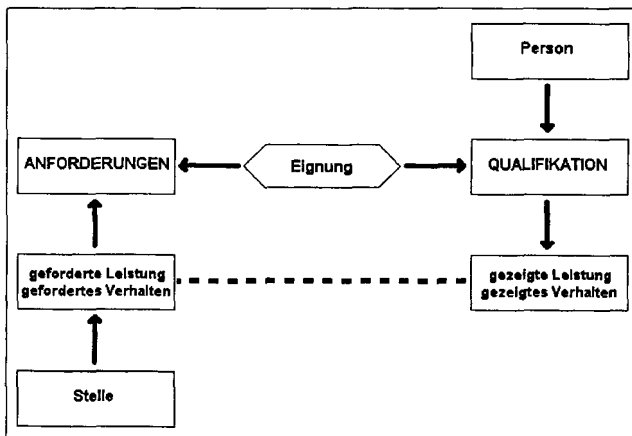 Person
ANFORDERUNGEN
Eignung
QUALIFIKATION
geforderte Leistung
gefordertes Verhalten
gezeigte Leistung
gezeigtes Verhalten
Stelle